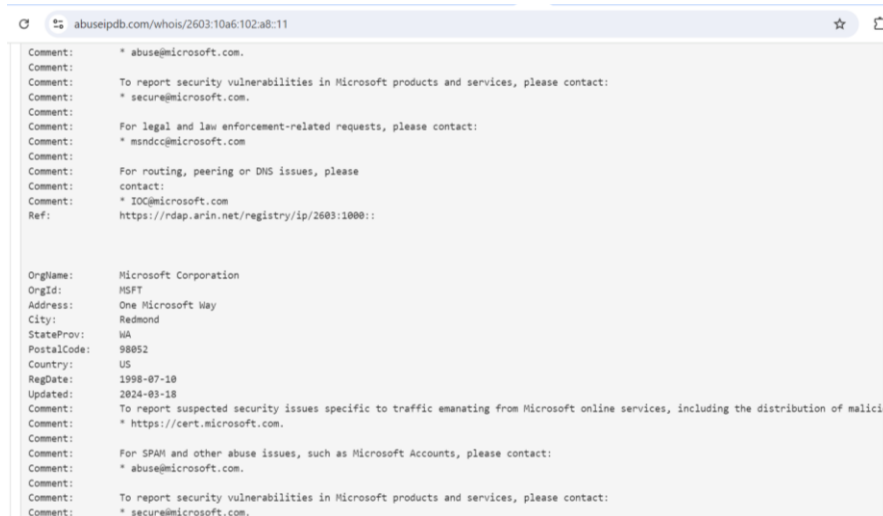 abuseipdb.com/whois/2603:10a6:102:a8::11
Comment: * abuse@microsoft.com.
Comment:
Comment: To report security vulnerabilities in Microsoft products and services, please contact:
Comment: * secure@microsoft.com.
Comment:
Comment: For legal and law enforcement-related requests, please contact:
Comment: * msndcc@microsoft.com
Comment:
Comment: For routing, peering or DNS issues, please
Comment: contact:
Comment: * IOC@microsoft.com
Ref: https://rdap.arin.net/registry/ip/2603:1000::
OrgName: Microsoft Corporation
OrgId: MSFT
Address: One Microsoft Way
City: Redmond
StateProv: WA
PostalCode: 98052
Country: US
RegDate: 1998-07-10
Updated: 2024-03-18
Comment: To report suspected security issues specific to traffic emanating from Microsoft online services, including the distribution of malici
Comment: * https://cert.microsoft.com.
Comment:
Comment: For SPAM and other abuse issues, such as Microsoft Accounts, please contact:
Comment: * abuse@microsoft.com.
Comment:
Comment: To report security vulnerabilities in Microsoft products and services, please contact:
Comment: * secure@microsoft.com.